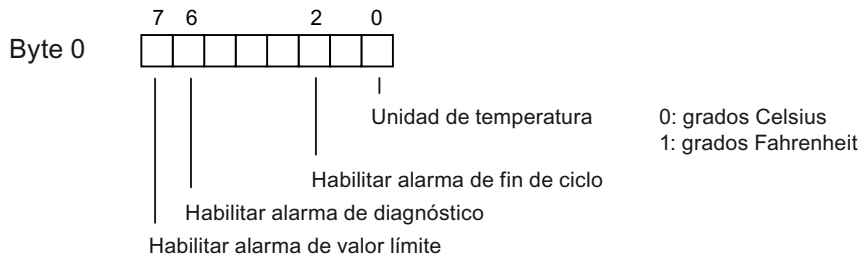 7 6 2 0
Byte 0
Unidad de temperatura 0: grados Celsius
1: grados Fahrenheit
Habilitar alarma de fin de ciclo
Habilitar alarma de diagnóstico
Habilitar alarma de valor límite